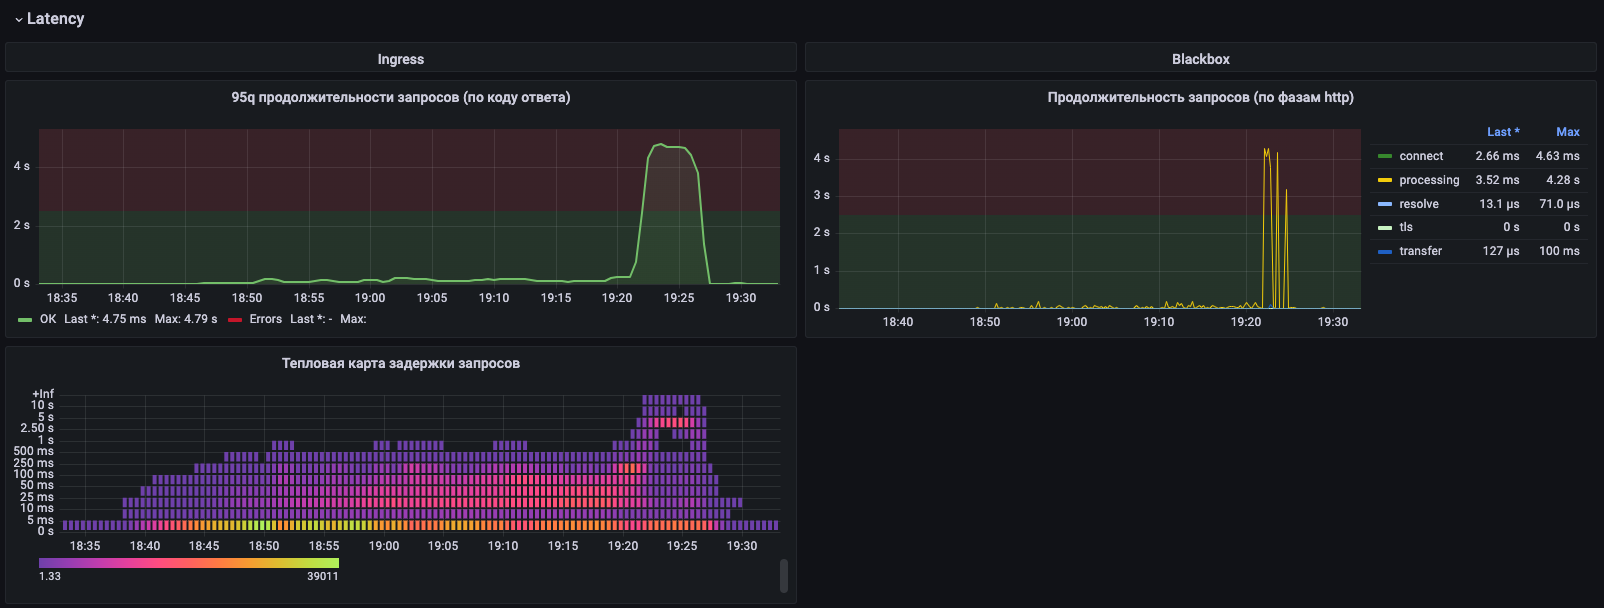 Latency
Ingress
Blackbox
95q продолжительности запросов (по коду ответа)
4 s
2 s
0 s
18:35 18:40 18:45 18:50 18:55 19:00 19:05 19:10 19:15 19:20 19:25 19:30
OK Last *: 4.75 ms Max: 4.79 s Errors Last *: - Max:
Продолжительность запросов (по фазам http)
4 s
3 s
2 s
1 s
0 s
18:40 18:50 19:00 19:10 19:20 19:30
Last * Max
connect 2.66 ms 4.63 ms
processing 3.52 ms 4.28 s
resolve 13.1 µs 71.0 µs
tls 0 s 0 s
transfer 127 µs 100 ms
Тепловая карта задержки запросов
+Inf
10 s
5 s
2.50 s
1 s
500 ms
250 ms
100 ms
50 ms
25 ms
10 ms
5 ms
0 s
18:35 18:40 18:45 18:50 18:55 19:00 19:05 19:10 19:15 19:20 19:25 19:30
1.33 39011